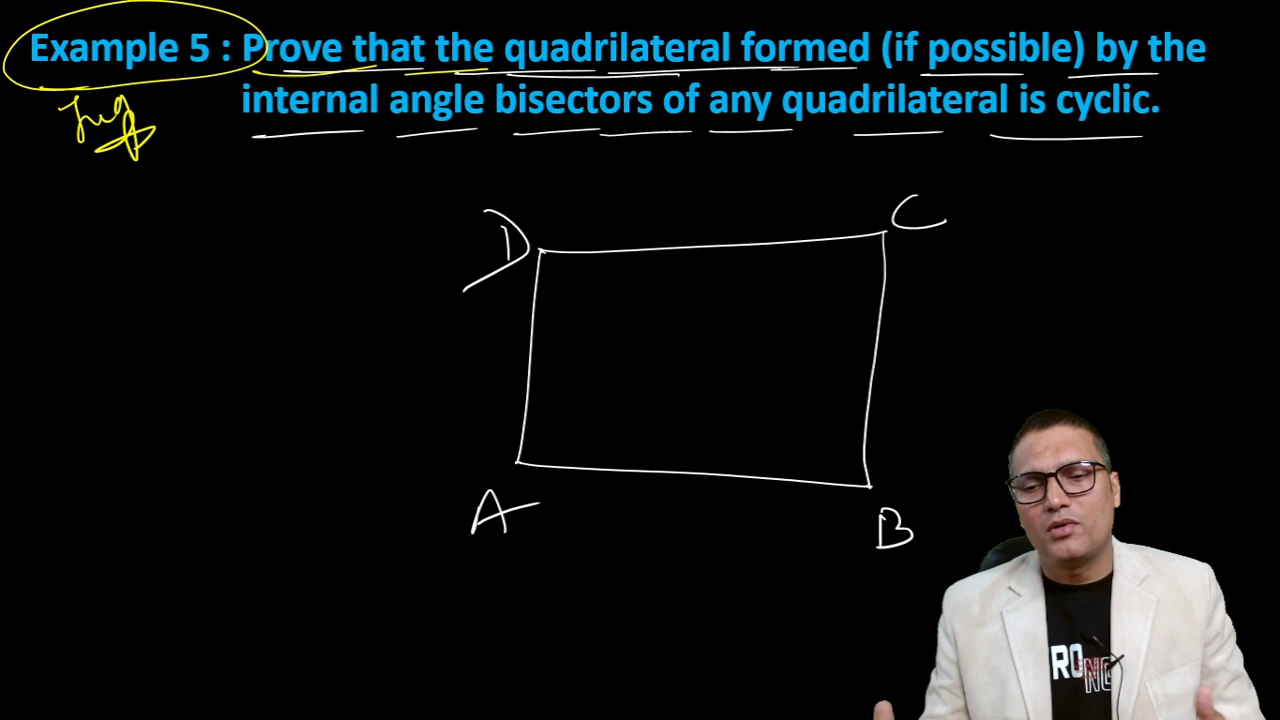 Example 5 : Prove that the quadrilateral formed (if possible) by the
internal angle bisectors of any quadrilateral is cyclic.
D
C
A
B